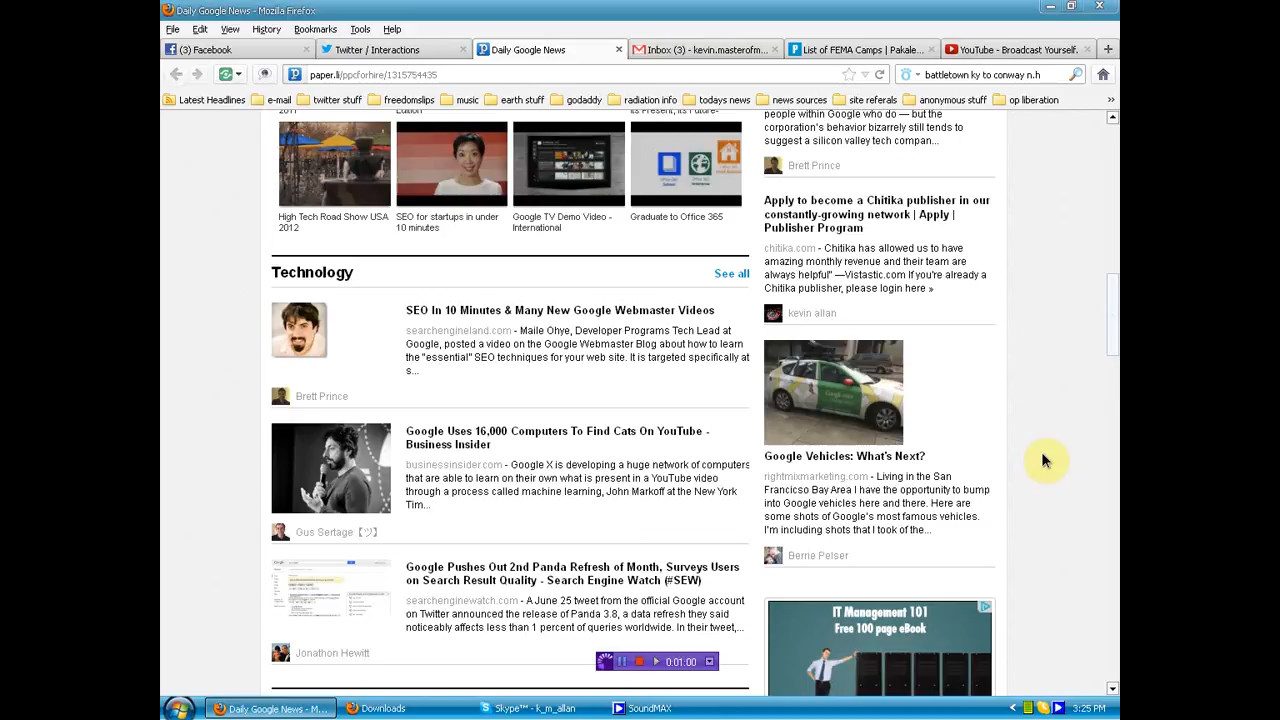 Daily Google News - Mozilla Firefox
File Edit View History Bookmarks Tools Help
(3) Facebook
Twitter / Interactions
Daily Google News
Inbox (3) - kevin.masterofm...
List of FEMA Camps | Pakale...
YouTube - Broadcast Yourself.
paper.li/ppcforhire/1315754435
battletown ky to conway n.h
Latest Headlines e-mail twitter stuff freedomslips music earth stuff godaddy radiation info todays news news sources site referals anonymous stuff op liberation
High Tech Road Show USA
2012
SEO for startups in under
10 minutes
Google TV Demo Video -
International
Graduate to Office 365
Technology
See all
SEO In 10 Minutes & Many New Google Webmaster Videos
searchengineland.com - Maile Ohye, Developer Programs Tech Lead at
Google, posted a video on the Google Webmaster Blog about how to learn
the "essential" SEO techniques for your web site. It is targeted specifically at
s...
Brett Prince
Google Uses 16,000 Computers To Find Cats On YouTube -
Business Insider
businessinsider.com - Google X is developing a huge network of computers
that are able to learn on their own what is present in a YouTube video
through a process called machine learning, John Markoff at the New York
Tim...
Gus Sertage【ツ】
Google Pushes Out 2nd Panda Refresh of Month, Surveys Users
on Search Result Quality - Search Engine Watch (#SEW)
searchenginewatch.com - A June 25 tweet from the official Google account
on Twitter announced the release of Panda 3.8, a data refresh they said
noticeably affects less than 1 percent of queries worldwide. In their tweet,...
Jonathon Hewitt
people within Google who do — but the
corporation's behavior bizarrely still tends to
suggest a silicon valley tech compan...
Brett Prince
Apply to become a Chitika publisher in our
constantly-growing network | Apply |
Publisher Program
chitika.com - Chitika has allowed us to have
amazing monthly revenue and their team are
always helpful" —Vistastic.com If you're already a
Chitika publisher, please login here »
kevin allan
Google Vehicles: What's Next?
rightmixmarketing.com - Living in the San
Francicso Bay Area I have the opportunity to bump
into Google vehicles here and there. Here are
some shots of Google's most famous vehicles.
I'm including shots that I took of the...
Berrie Pelser
IT Management 101
Free 100 page eBook
0:01:00
Daily Google News - M...
Downloads
Skype™ - k_m_allan
SoundMAX
3:25 PM